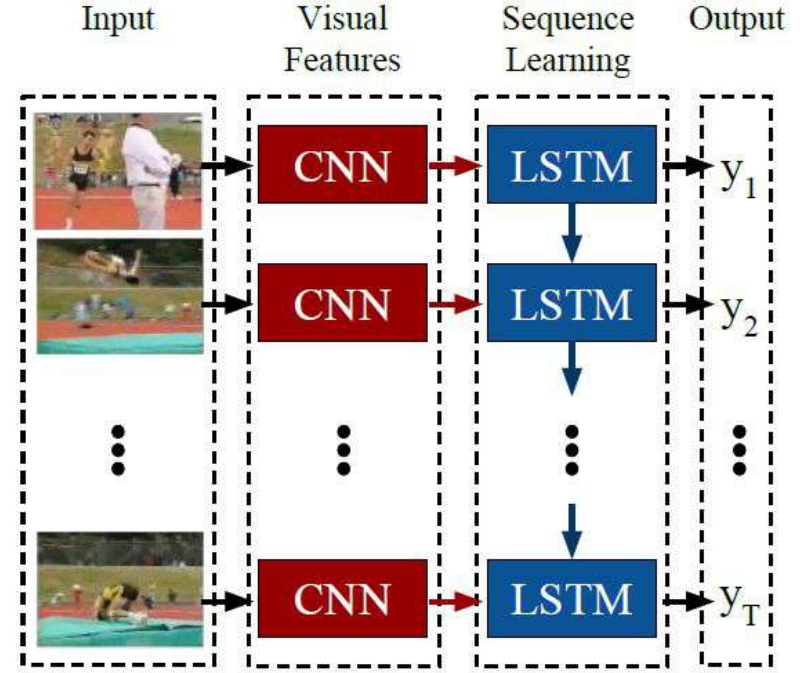 Input
Visual
Features
Sequence
Learning
Output
CNN
LSTM
y1
CNN
LSTM
y2
CNN
LSTM
yT